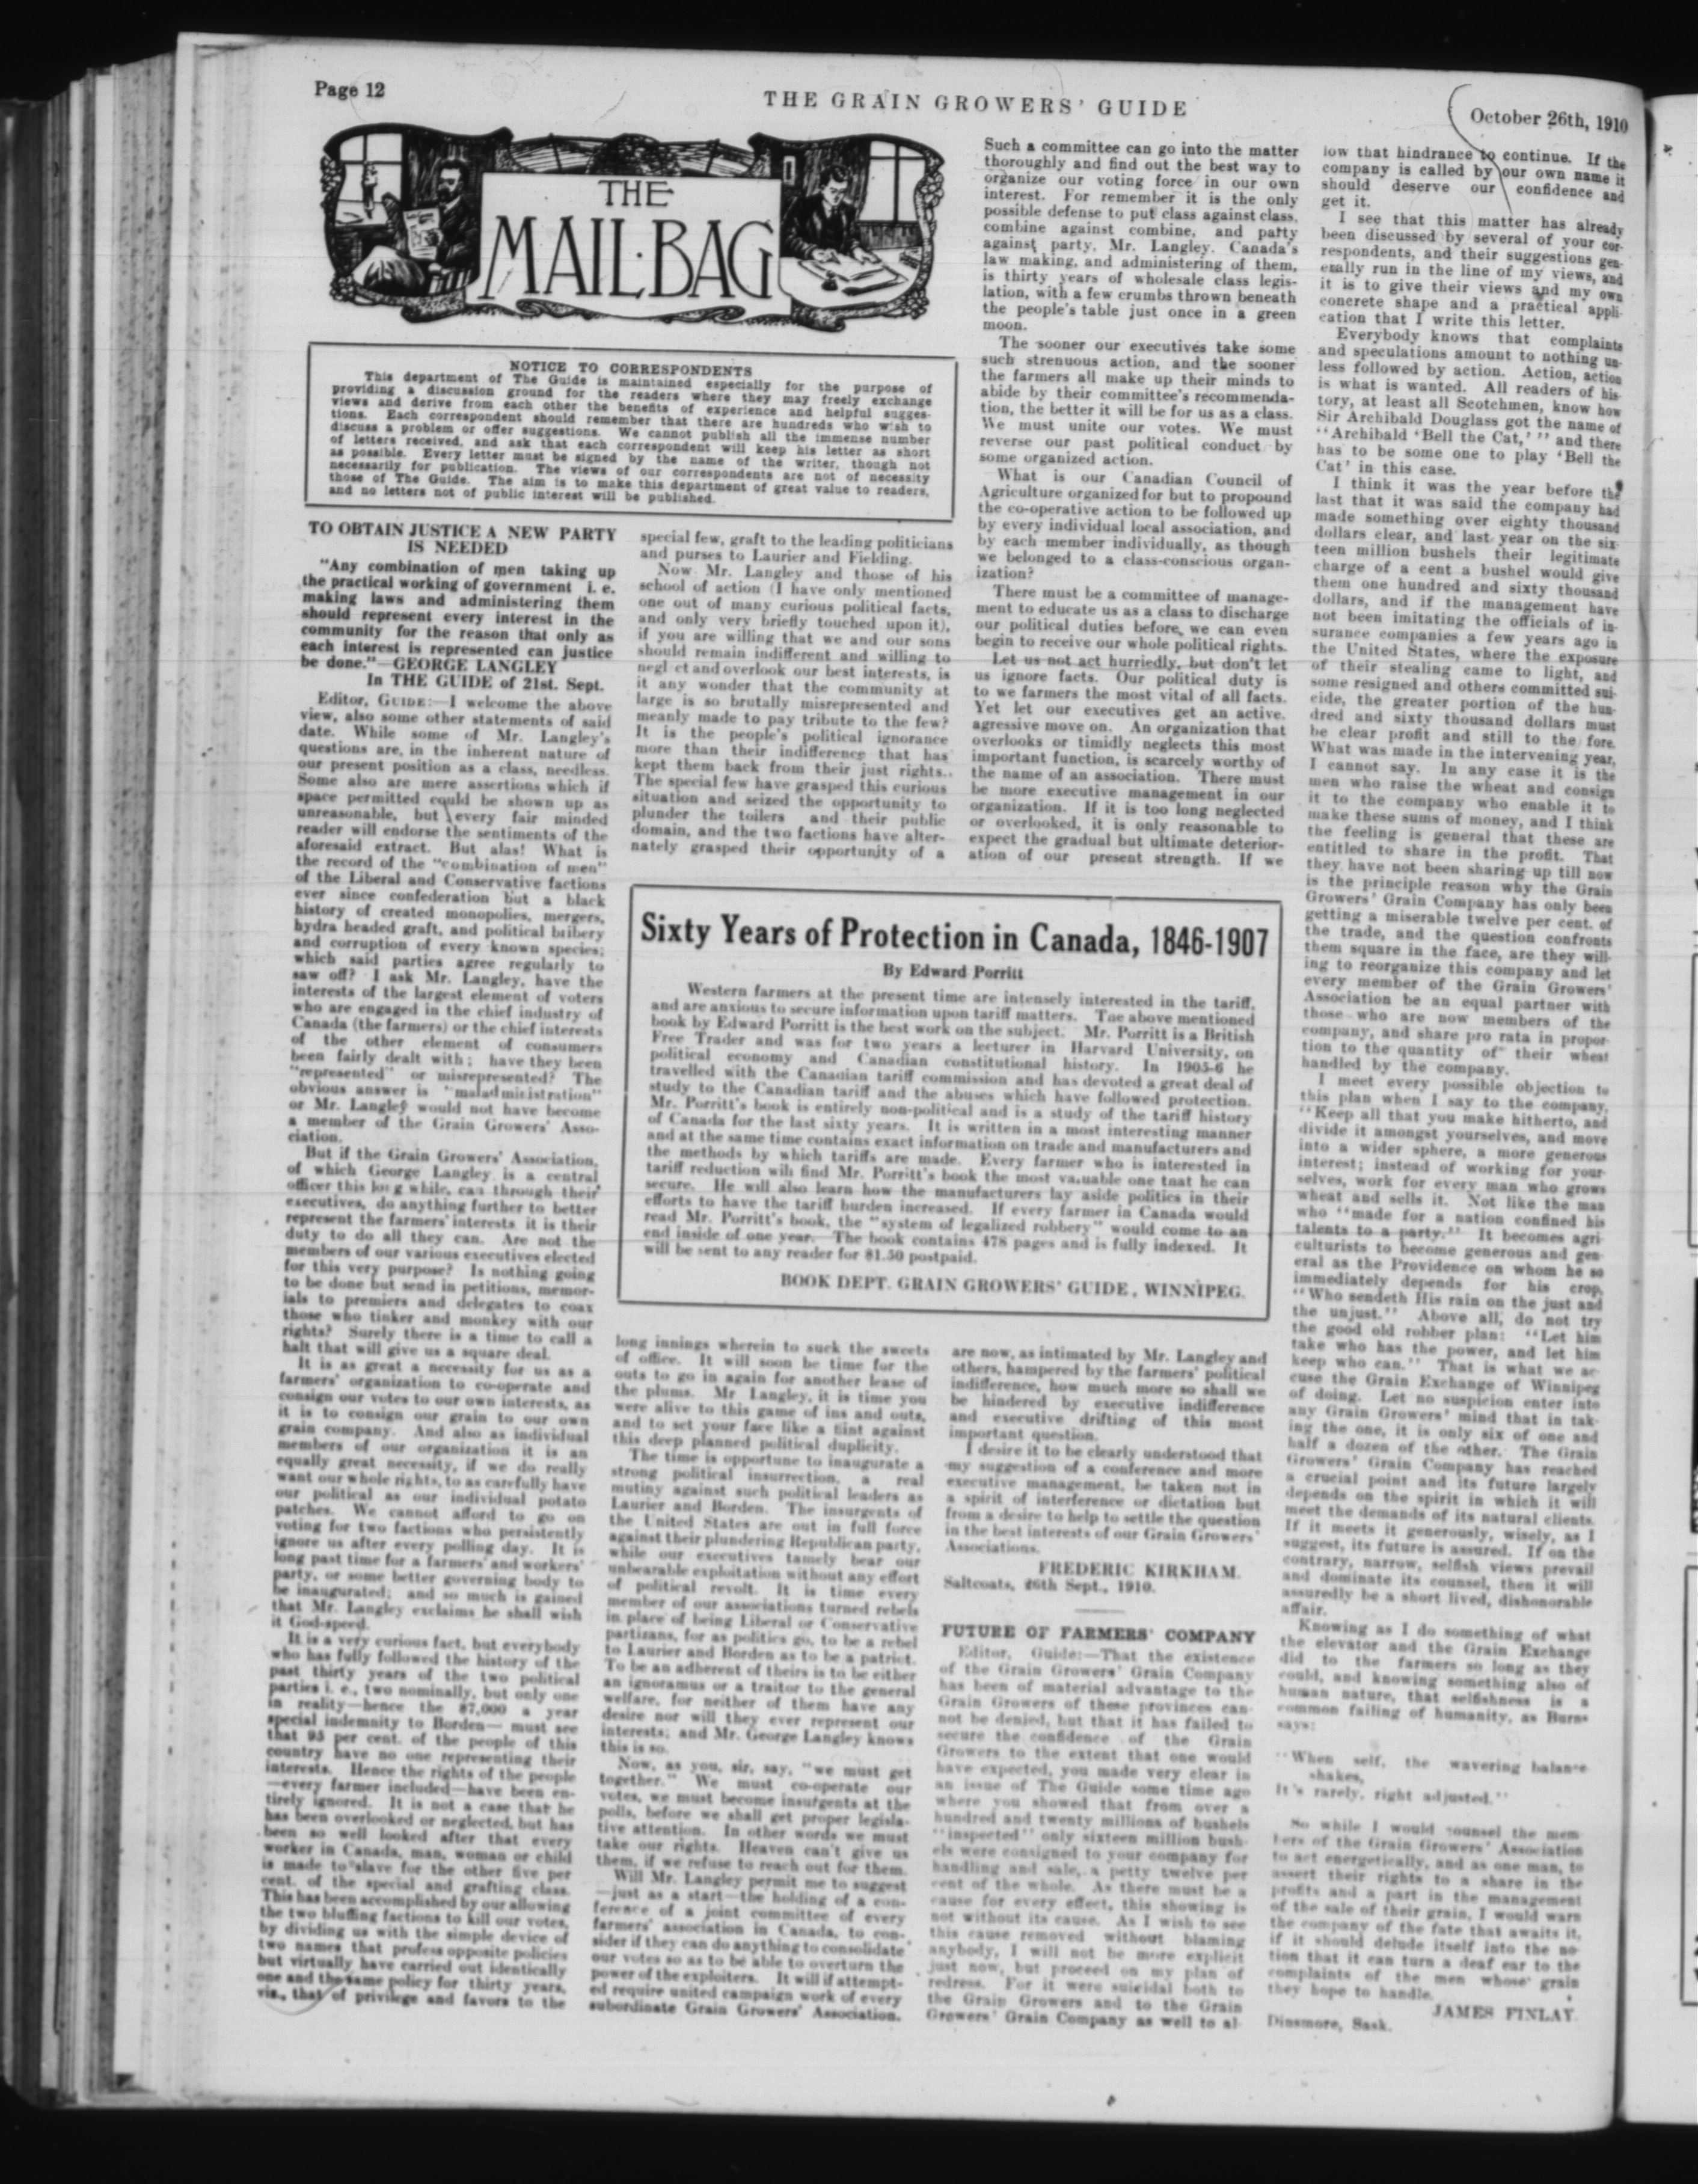 Page 12
THE GRAIN GROWERS' GUIDE
October 26th, 1910
THE
MAIL·BAG
NOTICE TO CORRESPONDENTS
This department of The Guide is maintained especially for the purpose of
providing a discussion ground for the readers where they may freely exchange
views and derive from each other the benefits of experience and helpful sugges-
tions. Each correspondent should remember that there are hundreds who wish to
discuss a problem or offer suggestions. We cannot publish all the immense number
of letters received, and ask that each correspondent will keep his letter as short
as possible. Every letter must be signed by the name of the writer, though not
necessarily for publication. The views of our correspondents are not of necessity
those of The Guide. The aim is to make this department of great value to readers,
and no letters not of public interest will be published.
TO OBTAIN JUSTICE A NEW PARTY
IS NEEDED
"Any combination of men taking up
the practical working of government i. e.
making laws and administering them
should represent every interest in the
community for the reason that only as
each interest is represented can justice
be done."—GEORGE LANGLEY
In THE GUIDE of 21st. Sept.
Editor, GUIDE:—I welcome the above
view, also some other statements of said
date. While some of Mr. Langley's
questions are, in the inherent nature of
our present position as a class, needless.
Some also are mere assertions which if
space permitted could be shown up as
unreasonable, but every fair minded
reader will endorse the sentiments of the
aforesaid extract. But alas! What is
the record of the "combination of men"
of the Liberal and Conservative factions
ever since confederation but a black
history of created monopolies, mergers,
hydra headed graft, and political bribery
and corruption of every known species;
which said parties agree regularly to
saw off? I ask Mr. Langley, have the
interests of the largest element of voters
who are engaged in the chief industry of
Canada (the farmers) or the chief interests
of the other element of consumers
been fairly dealt with; have they been
"represented" or misrepresented? The
obvious answer is "maladministration"
or Mr. Langley would not have become
a member of the Grain Growers' Asso-
ciation.
But if the Grain Growers' Association,
of which George Langley is a central
officer this long while, can through their
executives, do anything further to better
represent the farmers' interests it is their
duty to do all they can. Are not the
members of our various executives elected
for this very purpose? Is nothing going
to be done but send in petitions, memor-
ials to premiers and delegates to coax
those who tinker and monkey with our
rights? Surely there is a time to call a
halt that will give us a square deal.
It is as great a necessity for us as a
farmers' organization to co-operate and
consign our votes to our own interests, as
it is to consign our grain to our own
grain company. And also as individual
members of our organization it is an
equally great necessity, if we do really
want our whole rights, to as carefully have
our political as our individual potato
patches. We cannot afford to go on
voting for two factions who persistently
ignore us after every polling day. It is
long past time for a farmers' and workers'
party, or some better governing body to
be inaugurated; and so much is gained
that Mr. Langley exclaims he shall wish
it God-speed.
It is a very curious fact, but everybody
who has fully followed the history of the
past thirty years of the two political
parties i. e., two nominally, but only one
in reality—hence the $7,000 a year
special indemnity to Borden— must see
that 95 per cent. of the people of this
country have no one representing their
interests. Hence the rights of the people
—every farmer included—have been en-
tirely ignored. It is not a case that he
has been overlooked or neglected, but has
been so well looked after that every
worker in Canada, man, woman or child
is made to slave for the other five per
cent. of the special and grafting class.
This has been accomplished by our allowing
the two bluffing factions to kill our votes,
by dividing us with the simple device of
two names that profess opposite policies
but virtually have carried out identically
one and the same policy for thirty years,
viz., that of privilege and favors to the
special few, graft to the leading politicians
and purses to Laurier and Fielding.
Now Mr. Langley and those of his
school of action (I have only mentioned
one out of many curious political facts,
and only very briefly touched upon it),
if you are willing that we and our sons
should remain indifferent and willing to
negl ct and overlook our best interests, is
it any wonder that the community at
large is so brutally misrepresented and
meanly made to pay tribute to the few?
It is the people's political ignorance
more than their indifference that has
kept them back from their just rights..
The special few have grasped this curious
situation and seized the opportunity to
plunder the toilers and their public
domain, and the two factions have alter-
nately grasped their opportunity of a
long innings wherein to suck the sweets
of office. It will soon be time for the
outs to go in again for another lease of
the plums. Mr Langley, it is time you
were alive to this game of ins and outs,
and to set your face like a flint against
this deep planned political duplicity.
The time is opportune to inaugurate a
strong political insurrection, a real
mutiny against such political leaders as
Laurier and Borden. The insurgents of
the United States are out in full force
against their plundering Republican party,
while our executives tamely bear our
unbearable exploitation without any effort
of political revolt. It is time every
member of our associations turned rebels
in place of being Liberal or Conservative
partizans, for as politics go, to be a rebel
to Laurier and Borden as to be a patriot.
To be an adherent of theirs is to be either
an ignoramus or a traitor to the general
welfare, for neither of them have any
desire nor will they ever represent our
interests; and Mr. George Langley knows
this is so.
Now, as you, sir, say, "we must get
together." We must co-operate our
votes, we must become insurgents at the
polls, before we shall get proper legisla-
tive attention. In other words we must
take our rights. Heaven can't give us
them, if we refuse to reach out for them.
Will Mr. Langley permit me to suggest
—just as a start—the holding of a con-
ference of a joint committee of every
farmers' association in Canada, to con-
sider if they can do anything to consolidate
our votes so as to be able to overturn the
power of the exploiters. It will if attempt-
ed require united campaign work of every
subordinate Grain Growers' Association.
Such a committee can go into the matter
thoroughly and find out the best way to
organize our voting force in our own
interest. For remember it is the only
possible defense to put class against class,
combine against combine, and party
against party, Mr. Langley. Canada's
law making, and administering of them,
is thirty years of wholesale class legis-
lation, with a few crumbs thrown beneath
the people's table just once in a green
moon.
The sooner our executives take some
such strenuous action, and the sooner
the farmers all make up their minds to
abide by their committee's recommenda-
tion, the better it will be for us as a class.
We must unite our votes. We must
reverse our past political conduct by
some organized action.
What is our Canadian Council of
Agriculture organized for but to propound
the co-operative action to be followed up
by every individual local association, and
by each member individually, as though
we belonged to a class-conscious organ-
ization?
There must be a committee of manage-
ment to educate us as a class to discharge
our political duties before we can even
begin to receive our whole political rights.
Let us not act hurriedly, but don't let
us ignore facts. Our political duty is
to we farmers the most vital of all facts.
Yet let our executives get an active.
agressive move on. An organization that
overlooks or timidly neglects this most
important function, is scarcely worthy of
the name of an association. There must
be more executive management in our
organization. If it is too long neglected
or overlooked, it is only reasonable to
expect the gradual but ultimate deterior-
ation of our present strength. If we
are now, as intimated by Mr. Langley and
others, hampered by the farmers' political
indifference, how much more so shall we
be hindered by executive indifference
and executive drifting of this most
important question.
I desire it to be clearly understood that
my suggestion of a conference and more
executive management, be taken not in
a spirit of interference or dictation but
from a desire to help to settle the question
in the best interests of our Grain Growers'
Associations.
FREDERIC KIRKHAM.
Saltcoats, 26th Sept., 1910.
Sixty Years of Protection in Canada, 1846-1907
By Edward Porritt
Western farmers at the present time are intensely interested in the tariff,
and are anxious to secure information upon tariff matters. Tne above mentioned
book by Edward Porritt is the best work on the subject. Mr. Porritt is a British
Free Trader and was for two years a lecturer in Harvard University, on
political economy and Canadian constitutional history. In 1905-6 he
travelled with the Canadian tariff commission and has devoted a great deal of
study to the Canadian tariff and the abuses which have followed protection.
Mr. Porritt's book is entirely non-political and is a study of the tariff history
of Canada for the last sixty years. It is written in a most interesting manner
and at the same time contains exact information on trade and manufacturers and
the methods by which tariffs are made. Every farmer who is interested in
tariff reduction will find Mr. Porritt's book the most valuable one that he can
secure. He will also learn how the manufacturers lay aside politics in their
efforts to have the tariff burden increased. If every farmer in Canada would
read Mr. Porritt's book, the "system of legalized robbery" would come to an
end inside of one year. The book contains 478 pages and is fully indexed. It
will be sent to any reader for $1.50 postpaid.
BOOK DEPT. GRAIN GROWERS' GUIDE, WINNIPEG.
FUTURE OF FARMERS' COMPANY
Editor, Guide:—That the existence
of the Grain Growers' Grain Company
has been of material advantage to the
Grain Growers of these provinces can-
not be denied, but that it has failed to
secure the confidence of the Grain
Growers to the extent that one would
have expected, you made very clear in
an issue of The Guide some time ago
where you showed that from over a
hundred and twenty millions of bushels
"inspected" only sixteen million bush-
els were consigned to your company for
handling and sale, a petty twelve per
cent of the whole. As there must be a
cause for every effect, this showing is
not without its cause. As I wish to see
this cause removed without blaming
anybody, I will not be more explicit
just now, but proceed on my plan of
redress. For it were suicidal both to
the Grain Growers and to the Grain
Growers' Grain Company as well to al-
low that hindrance to continue. If the
company is called by our own name it
should deserve our confidence and
get it.
I see that this matter has already
been discussed by several of your cor-
respondents, and their suggestions gen-
erally run in the line of my views, and
it is to give their views and my own
concrete shape and a practical appli-
cation that I write this letter.
Everybody knows that complaints
and speculations amount to nothing un-
less followed by action. Action, action
is what is wanted. All readers of his-
tory, at least all Scotchmen, know how
Sir Archibald Douglass got the name of
"Archibald 'Bell the Cat,'" and there
has to be some one to play 'Bell the
Cat' in this case.
I think it was the year before the
last that it was said the company had
made something over eighty thousand
dollars clear, and last year on the six-
teen million bushels their legitimate
charge of a cent a bushel would give
them one hundred and sixty thousand
dollars, and if the management have
not been imitating the officials of in-
surance companies a few years ago in
the United States, where the exposure
of their stealing came to light, and
some resigned and others committed sui-
cide, the greater portion of the hun-
dred and sixty thousand dollars must
be clear profit and still to the fore.
What was made in the intervening year,
I cannot say. In any case it is the
men who raise the wheat and consign
it to the company who enable it to
make these sums of money, and I think
the feeling is general that these are
entitled to share in the profit. That
they have not been sharing up till now
is the principle reason why the Grain
Growers' Grain Company has only been
getting a miserable twelve per cent. of
the trade, and the question confronts
them square in the face, are they will-
ing to reorganize this company and let
every member of the Grain Growers'
Association be an equal partner with
those who are now members of the
company, and share pro rata in propor-
tion to the quantity of their wheat
handled by the company.
I meet every possible objection to
this plan when I say to the company,
"Keep all that you make hitherto, and
divide it amongst yourselves, and move
into a wider sphere, a more generous
interest; instead of working for your-
selves, work for every man who grows
wheat and sells it. Not like the man
who "made for a nation confined his
talents to a party." It becomes agri-
culturists to become generous and gen-
eral as the Providence on whom he so
immediately depends for his crop,
"Who sendeth His rain on the just and
the unjust." Above all, do not try
the good old robber plan: "Let him
take who has the power, and let him
keep who can." That is what we ac-
cuse the Grain Exchange of Winnipeg
of doing. Let no suspicion enter into
any Grain Growers' mind that in tak-
ing the one, it is only six of one and
half a dozen of the other. The Grain
Growers' Grain Company has reached
a crucial point and its future largely
depends on the spirit in which it will
meet the demands of its natural clients.
If it meets it generously, wisely, as I
suggest, its future is assured. If on the
contrary, narrow, selfish views prevail
and dominate its counsel, then it will
assuredly be a short lived, dishonorable
affair.
Knowing as I do something of what
the elevator and the Grain Exchange
did to the farmers so long as they
could, and knowing something also of
human nature, that selfishness is a
common failing of humanity, as Burns
says:
"When self, the wavering balance
shakes,
It's rarely, right adjusted."
So while I would counsel the mem-
bers of the Grain Growers' Association
to act energetically, and as one man, to
assert their rights to a share in the
profits and a part in the management
of the sale of their grain, I would warn
the company of the fate that awaits it,
if it should delude itself into the no-
tion that it can turn a deaf ear to the
complaints of the men whose grain
they hope to handle.
JAMES FINLAY.
Dinsmore, Sask.